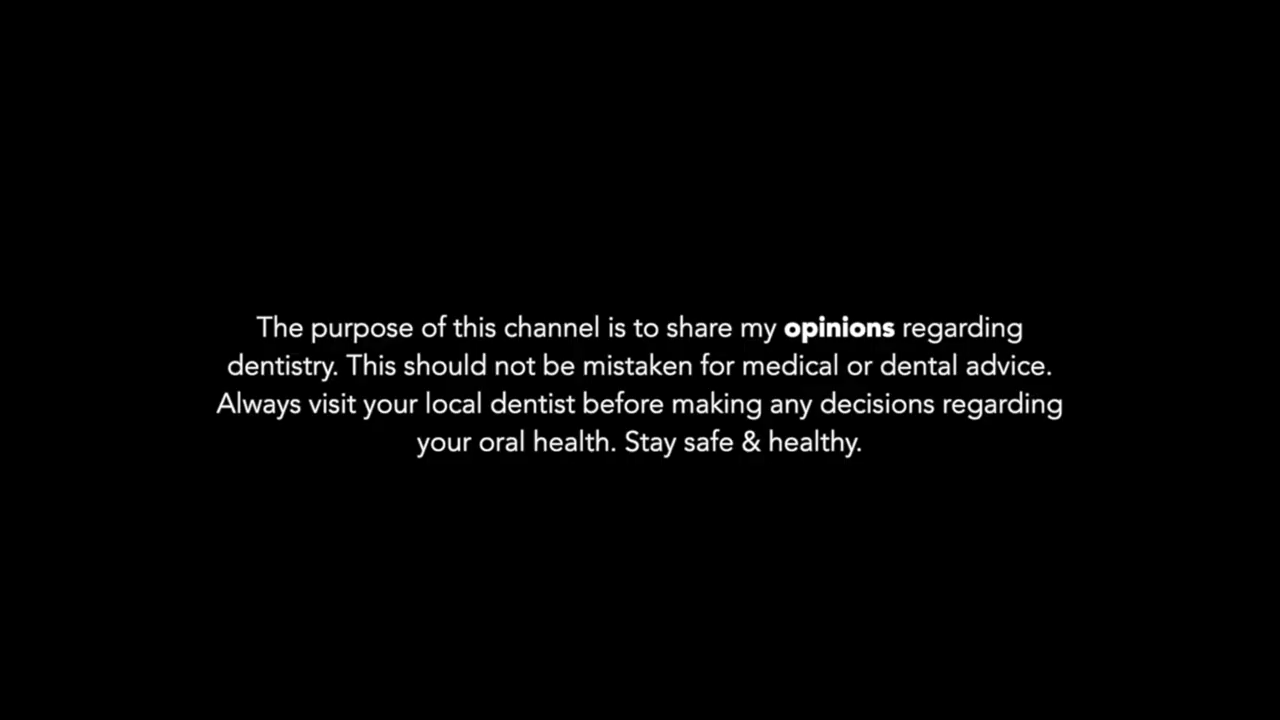 The purpose of this channel is to share my opinions regarding
dentistry. This should not be mistaken for medical or dental advice.
Always visit your local dentist before making any decisions regarding
your oral health. Stay safe & healthy.